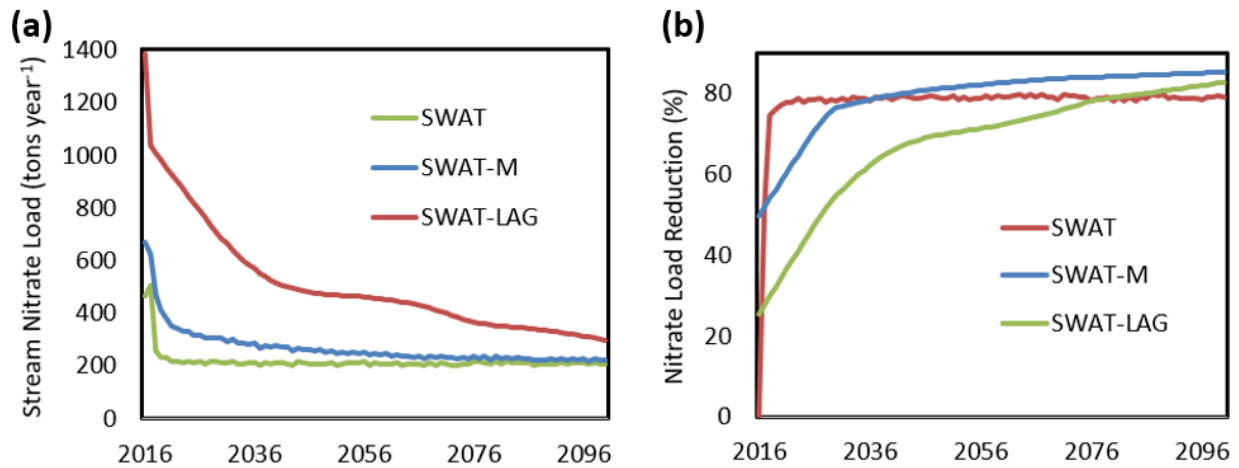 (a)
Stream Nitrate Load (tons year⁻¹)
1400
1200
1000
800
600
400
200
0
2016 2036 2056 2076 2096
SWAT
SWAT-M
SWAT-LAG
(b)
Nitrate Load Reduction (%)
80
60
40
20
0
2016 2036 2056 2076 2096
SWAT
SWAT-M
SWAT-LAG